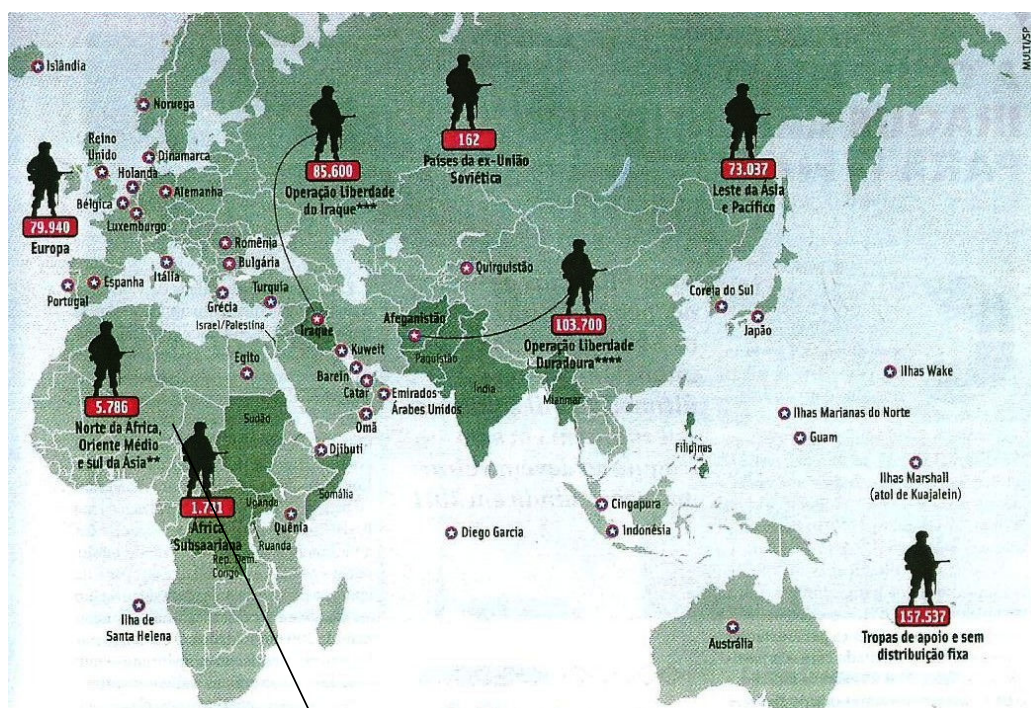 MULTI/SP
Islândia
Noruega
Reino
Unido
Dinamarca
Holanda
Bélgica
Alemanha
Luxemburgo
79.940
Europa
85.600
Operação Liberdade
do Iraque***
162
Países da ex-União
Soviética
73.037
Leste da Ásia
e Pacífico
Romênia
Bulgária
Itália
Espanha
Portugal
Grécia
Turquia
Israel/Palestina
Quirguistão
Coreia do Sul
Japão
Iraque
Afeganistão
103.700
Operação Liberdade
Duradoura****
Egito
Kuweit
Barein
Catar
Emirados
Árabes Unidos
Omã
Paquistão
Índia
Mianmar
Ilhas Wake
5.786
Norte da África,
Oriente Médio
e sul da Ásia**
Sudão
Djibuti
Somália
Filipinas
Ilhas Marianas do Norte
Guam
Ilhas Marshall
(atol de Kuajalein)
1.731
África
Subsaariana
Uganda
Quênia
Ruanda
Rep. Dem.
Congo
Cingapura
Indonésia
Diego Garcia
Ilha de
Santa Helena
Austrália
157.537
Tropas de apoio e sem
distribuição fixa